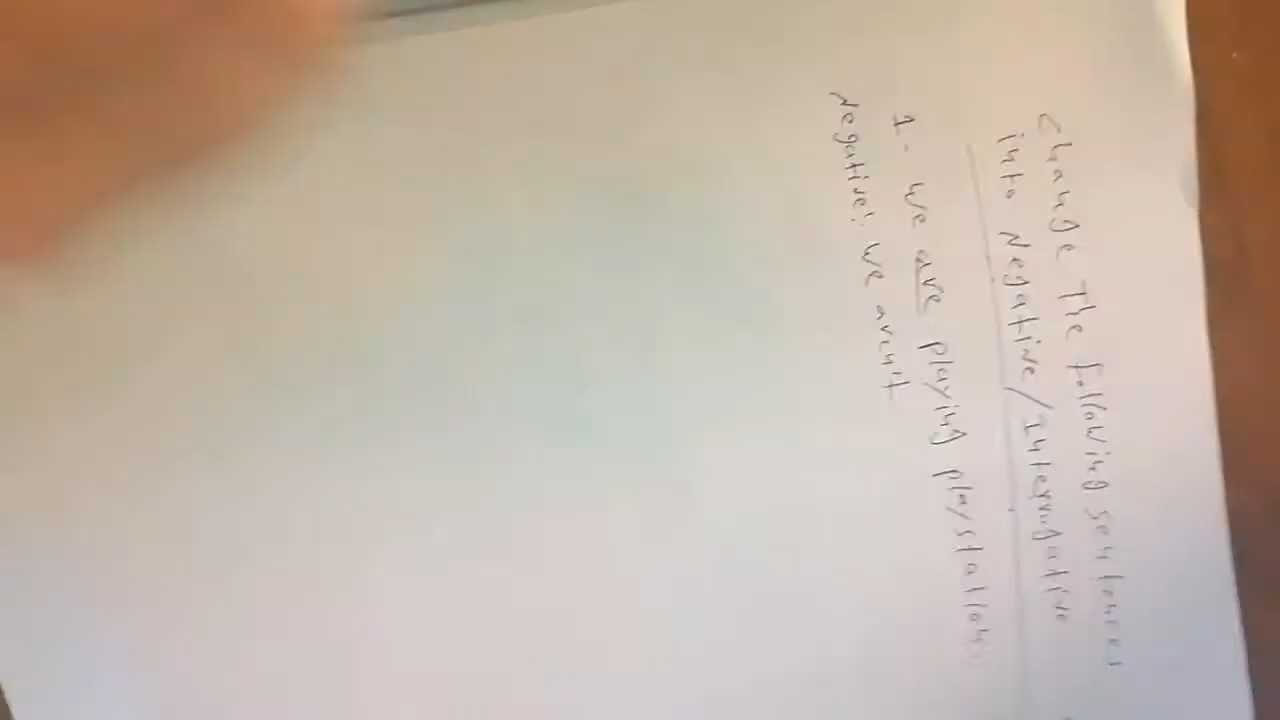 Change The following sentences
into Negative/Interrogative
1- we are playing playstation.
Negative: we aren't